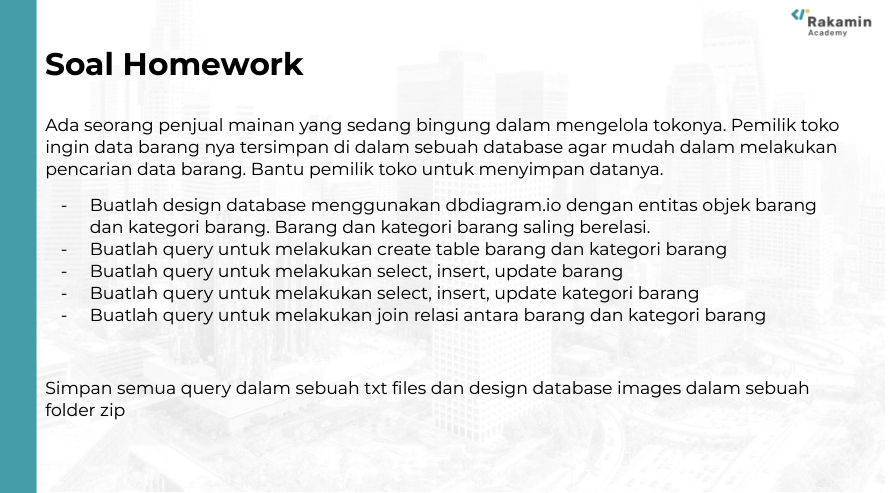 Rakamin
Academy
Soal Homework
Ada seorang penjual mainan yang sedang bingung dalam mengelola tokonya. Pemilik toko
ingin data barang nya tersimpan di dalam sebuah database agar mudah dalam melakukan
pencarian data barang. Bantu pemilik toko untuk menyimpan datanya.
- Buatlah design database menggunakan dbdiagram.io dengan entitas objek barang
dan kategori barang. Barang dan kategori barang saling berelasi.
- Buatlah query untuk melakukan create table barang dan kategori barang
- Buatlah query untuk melakukan select, insert, update barang
- Buatlah query untuk melakukan select, insert, update kategori barang
- Buatlah query untuk melakukan join relasi antara barang dan kategori barang
Simpan semua query dalam sebuah txt files dan design database images dalam sebuah
folder zip